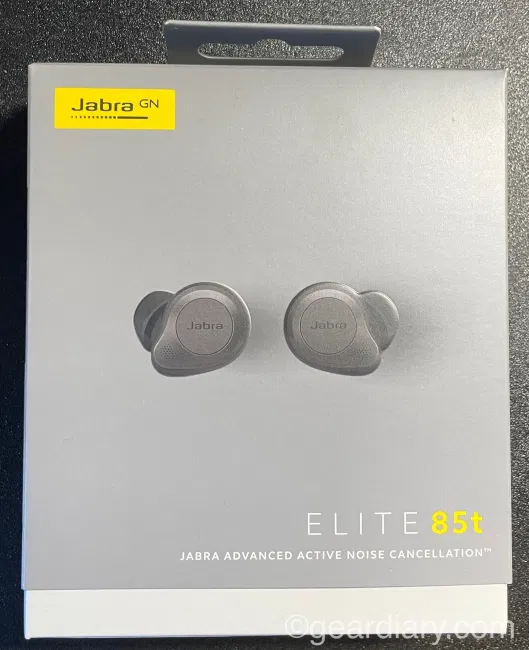 Jabra GN
Jabra
Jabra
ELITE 85t
JABRA ADVANCED ACTIVE NOISE CANCELLATION™
©geardiary.com